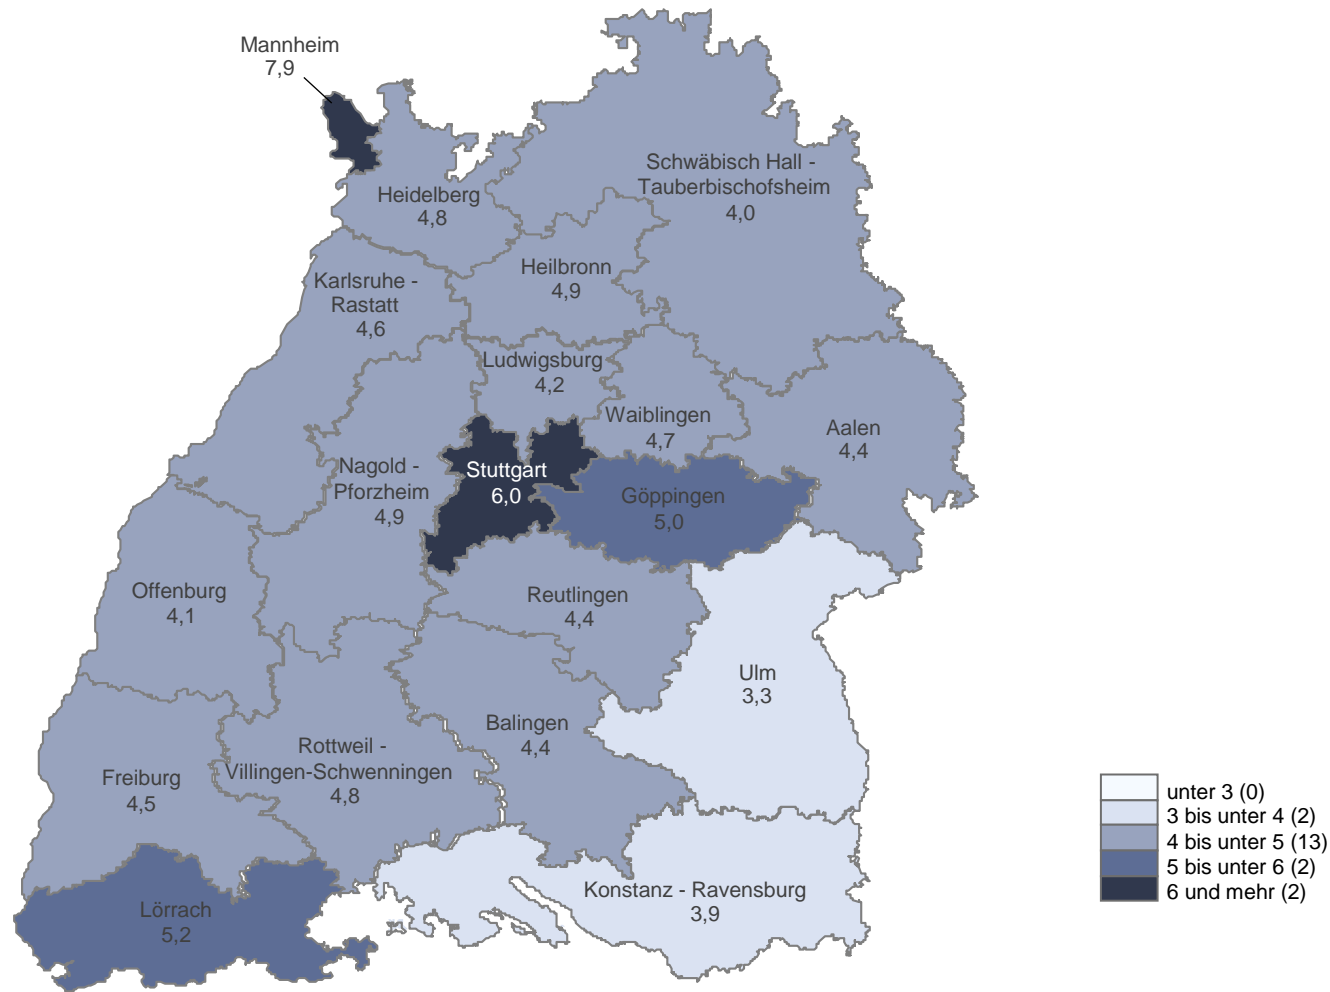 Mannheim
7,9
Schwäbisch Hall -
Tauberbischofsheim
4,0
Heidelberg
4,8
Heilbronn
4,9
Karlsruhe -
Rastatt
4,6
Ludwigsburg
4,2
Waiblingen
4,7
Aalen
4,4
Nagold -
Pforzheim
4,9
Stuttgart
6,0
Göppingen
5,0
Offenburg
4,1
Reutlingen
4,4
Ulm
3,3
Balingen
4,4
Rottweil -
Villingen-Schwenningen
4,8
Freiburg
4,5
Konstanz - Ravensburg
3,9
Lörrach
5,2
unter 3 (0)
3 bis unter 4 (2)
4 bis unter 5 (13)
5 bis unter 6 (2)
6 und mehr (2)